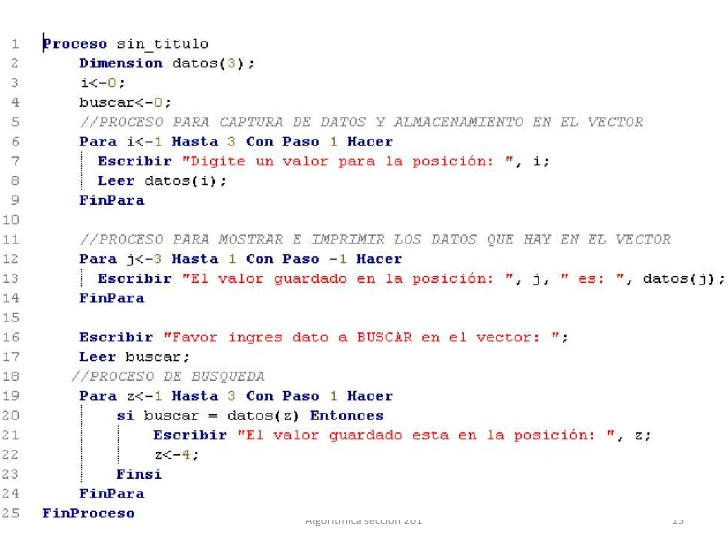 1 Proceso sin_titulo
2 Dimension datos(3);
3 i<-0;
4 buscar<-0;
5 //PROCESO PARA CAPTURA DE DATOS Y ALMACENAMIENTO EN EL VECTOR
6 Para i<-1 Hasta 3 Con Paso 1 Hacer
7 Escribir "Digite un valor para la posición: ", i;
8 Leer datos(i);
9 FinPara
10
11 //PROCESO PARA MOSTRAR E IMPRIMIR LOS DATOS QUE HAY EN EL VECTOR
12 Para j<-3 Hasta 1 Con Paso -1 Hacer
13 Escribir "El valor guardado en la posición: ", j, " es: ", datos(j);
14 FinPara
15
16 Escribir "Favor ingres dato a BUSCAR en el vector: ";
17 Leer buscar;
18 //PROCESO DE BUSQUEDA
19 Para z<-1 Hasta 3 Con Paso 1 Hacer
20 si buscar = datos(z) Entonces
21 Escribir "El valor guardado esta en la posición: ", z;
22 z<-4;
23 Finsi
24 FinPara
25 FinProceso
Algoritmica sección 201 13